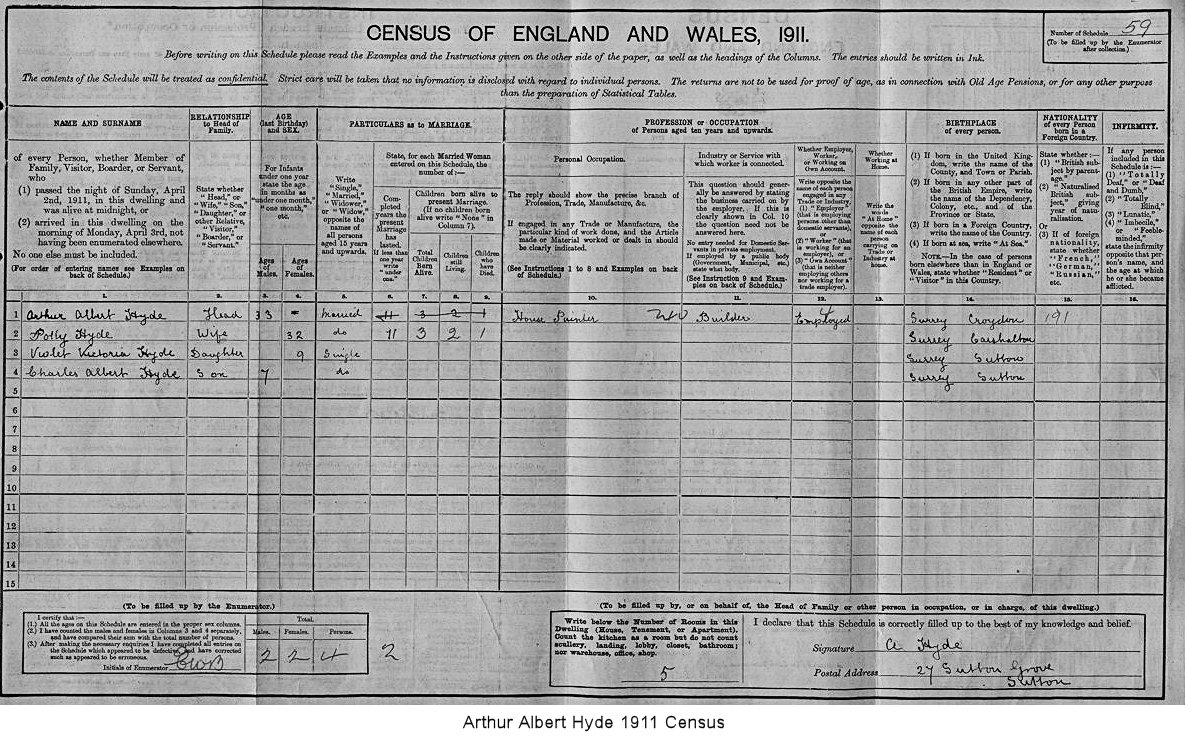 CENSUS OF ENGLAND AND WALES, 1911.
Number of Schedule 59
(To be filled up by the Enumerator
after collection.)
Before writing on this Schedule please read the Examples and the Instructions given on the other side of the paper, as well as the headings of the Columns. The entries should be written in Ink.
The contents of the Schedule will be treated as confidential. Strict care will be taken that no information is disclosed with regard to individual persons. The returns are not to be used for proof of age, as in connection with Old Age Pensions, or for any other purpose
than the preparation of Statistical Tables.
NAME AND SURNAME
of every Person, whether Member of
Family, Visitor, Boarder, or Servant,
who
(1) passed the night of Sunday, April
2nd, 1911, in this dwelling and
was alive at midnight, or
(2) arrived in this dwelling on the
morning of Monday, April 3rd, not
having been enumerated elsewhere.
No one else must be included.
(For order of entering names see Examples on
back of Schedule.)
RELATIONSHIP
to Head of
Family.
State whether
"Head," or
"Wife," "Son,"
"Daughter," or
other Relative,
"Visitor,"
"Boarder," or
"Servant."
AGE
(last Birthday)
and SEX.
For Infants
under one year
state the age
in months as
"under one month,"
"one month,"
etc.
Ages
of
Males.
Ages
of
Females.
PARTICULARS as to MARRIAGE.
Write
"Single,"
"Married,"
"Widower,"
or "Widow,"
opposite the
names of
all persons
aged 15 years
and upwards.
State, for each Married Woman
entered on this Schedule, the
number of :—
Com-
pleted
years the
present
Marriage
has
lasted.
If less than
one year
write
"under
one."
Children born alive to
present Marriage.
(If no children born
alive write "None" in
Column 7).
Total
Children
Born
Alive.
Children
still
Living.
Children
who
have
Died.
PROFESSION or OCCUPATION
of Persons aged ten years and upwards.
Personal Occupation.
The reply should show the precise branch of
Profession, Trade, Manufacture, &c.
If engaged in any Trade or Manufacture, the
particular kind of work done, and the Article
made or Material worked or dealt in should
be clearly indicated.
(See Instructions 1 to 8 and Examples on back
of Schedule.)
Industry or Service with
which worker is connected.
This question should gener-
ally be answered by stating
the business carried on by
the employer. If this is
clearly shown in Col. 10
the question need not be
answered here.
No entry needed for Domestic Ser-
vants in private employment.
If employed by a public body
(Government, Municipal, etc.)
state what body.
(See Instruction 9 and Exam-
ples on back of Schedule.)
Whether Employer,
Worker,
or Working on
Own Account.
Write opposite the
name of each person
engaged in any
Trade or Industry,
(1) "Employer"
(that is employing
persons other than
domestic servants),
or
(2) "Worker" (that
is working for an
employer), or
(3) "Own Account"
(that is neither
employing others
nor working for a
trade employer).
Whether
Working at
Home.
Write the
words
"At Home"
opposite the
name of each
person
carrying on
Trade or
Industry at
home.
BIRTHPLACE
of every person.
(1) If born in the United King-
dom, write the name of the
County, and Town or Parish.
(2) If born in any other part of
the British Empire, write
the name of the Dependency,
Colony, etc., and of the
Province or State.
(3) If born in a Foreign Country,
write the name of the Country.
(4) If born at sea, write "At Sea."
NOTE.—In the case of persons
born elsewhere than in England or
Wales, state whether "Resident" or
"Visitor" in this Country.
NATIONALITY
of every Person
born in a
Foreign Country.
State whether :—
(1) "British sub-
ject by parent-
age."
(2) "Naturalised
British sub-
ject," giving
year of natu-
ralisation.
Or
(3) If of foreign
nationality,
state whether
"French,"
"German,"
"Russian,"
etc.
INFIRMITY.
If any person
included in this
Schedule is :—
(1) "Totally
Deaf," or "Deaf
and Dumb,"
(2) "Totally
Blind,"
(3) "Lunatic,"
(4) "Imbecile,"
or "Feeble-
minded,"
state the infirmity
opposite that per-
son's name, and
the age at which
he or she became
afflicted.
1. 2. 3. 4. 5. 6. 7. 8. 9. 10. 11. 12. 13. 14. 15. 16.
1 Arthur Albert Hyde Head 33 - Married 11 3 2 1 House Painter Builder Employed Surrey Croydon 191
2 Polly Hyde Wife 32 do 11 3 2 1 Surrey Carshalton
3 Violet Victoria Hyde Daughter 9 Single Surrey Sutton
4 Charles Albert Hyde Son 7 do Surrey Sutton
5
6
7
8
9
10
11
12
13
14
15
(To be filled up by the Enumerator.)
I certify that :—
(1.) All the ages on this Schedule are entered in the proper sex columns.
(2.) I have counted the males and females in Columns 3 and 4 separately,
and have compared their sum with the total number of persons.
(3.) After making the necessary enquiries I have completed all entries on
the Schedule which appeared to be defective, and have corrected
such as appeared to be erroneous.
Initials of Enumerator
Total.
Males. Females. Persons.
2 2 4
2
(To be filled up by, or on behalf of, the Head of Family or other person in occupation, or in charge, of this dwelling.)
Write below the Number of Rooms in this
Dwelling (House, Tenement, or Apartment).
Count the kitchen as a room but do not count
scullery, landing, lobby, closet, bathroom;
nor warehouse, office, shop.
5
I declare that this Schedule is correctly filled up to the best of my knowledge and belief.
Signature A Hyde
Postal Address 27 Sutton Grove
Sutton
Arthur Albert Hyde 1911 Census